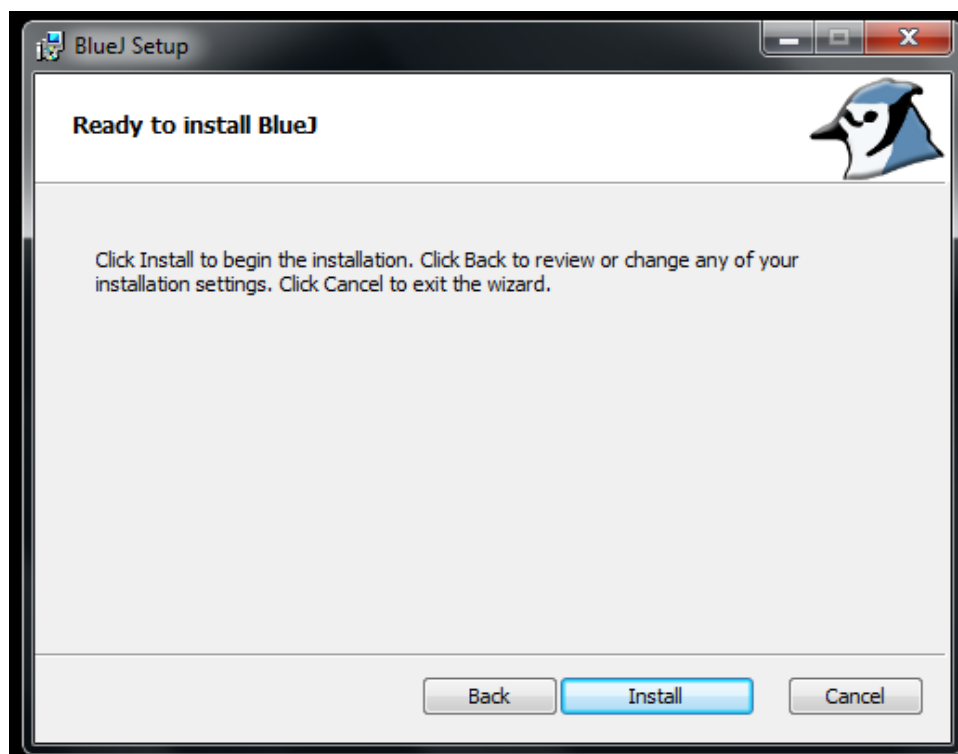 BlueJ Setup
Ready to install BlueJ
Click Install to begin the installation. Click Back to review or change any of your
installation settings. Click Cancel to exit the wizard.
Back Install Cancel